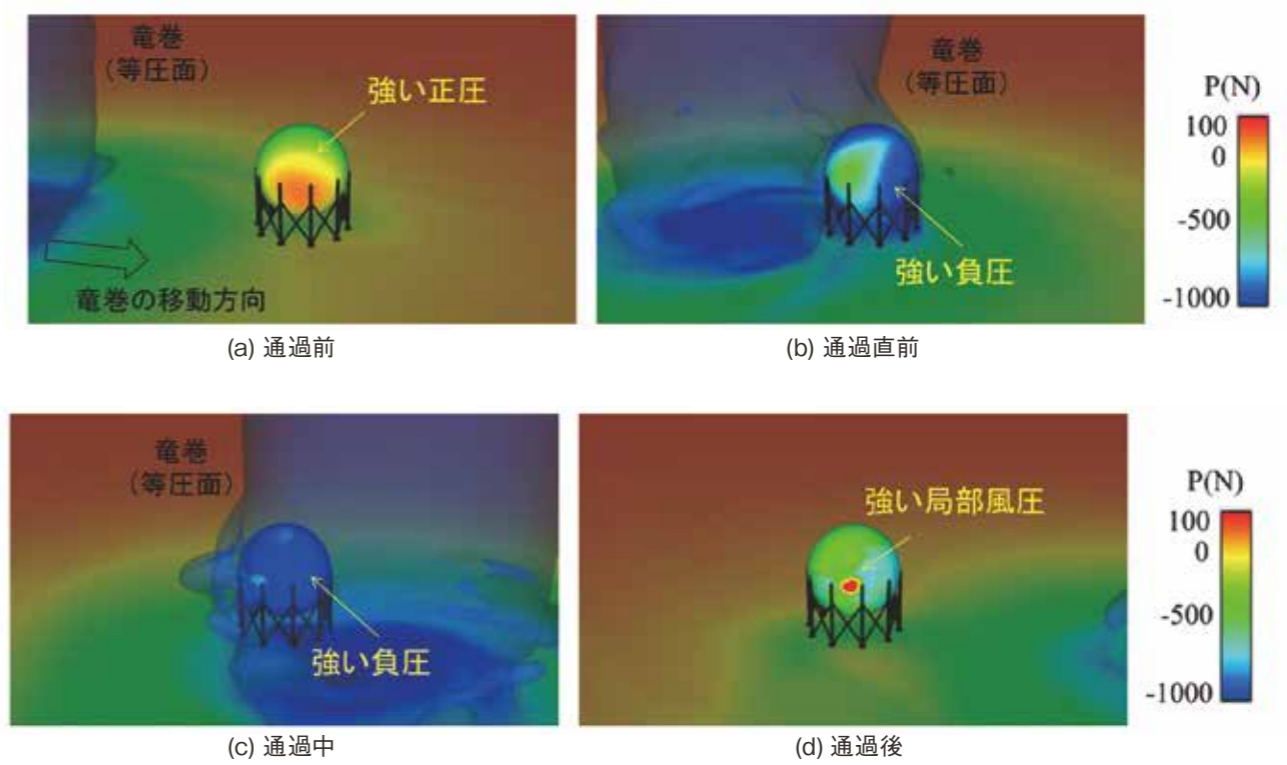 竜巻
（等圧面）
強い正圧
竜巻の移動方向
(a) 通過前
竜巻
（等圧面）
強い負圧
(b) 通過直前
P(N)
100
0
-500
-1000
竜巻
（等圧面）
強い負圧
(c) 通過中
強い局部風圧
(d) 通過後
P(N)
100
0
-500
-1000